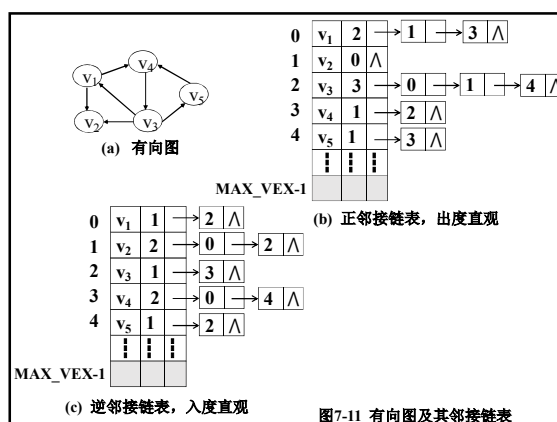 v1
v4
v5
v2
v3
(a) 有向图
0 v1 2 1 3 ⋀
1 v2 0 ⋀
2 v3 3 0 1 4 ⋀
3 v4 1 2 ⋀
4 v5 1 3 ⋀
MAX_VEX-1
(b) 正邻接链表，出度直观
0 v1 1 2 ⋀
1 v2 2 0 2 ⋀
2 v3 1 3 ⋀
3 v4 2 0 4 ⋀
4 v5 1 2 ⋀
MAX_VEX-1
(c) 逆邻接链表，入度直观
图7-11 有向图及其邻接链表